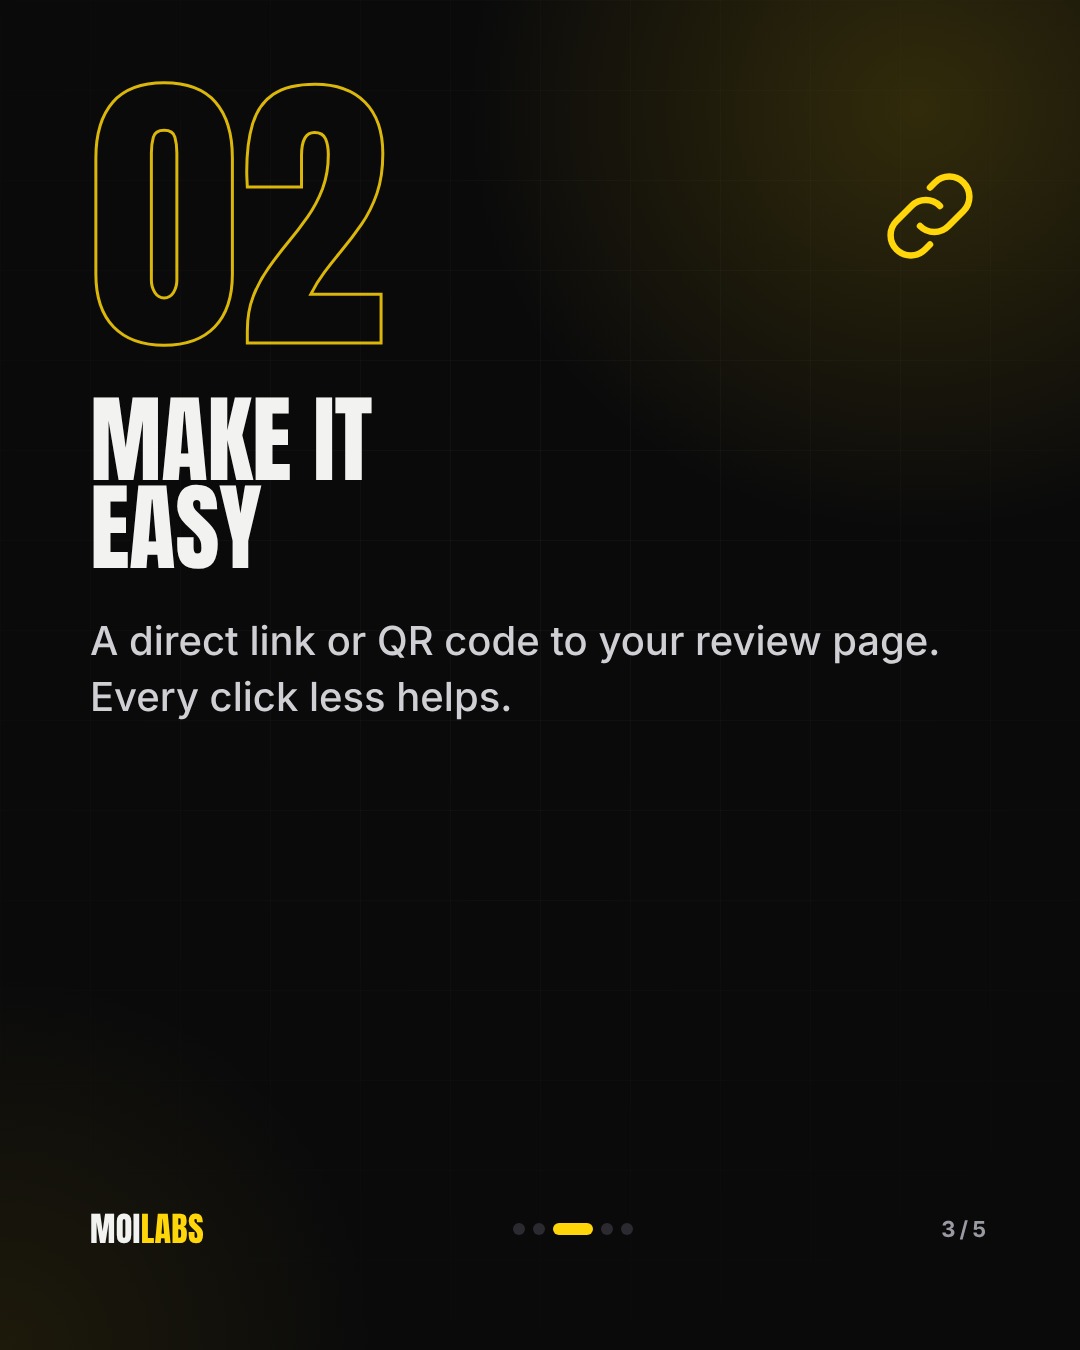 02
MAKE IT
EASY
A direct link or QR code to your review page.
Every click less helps.
MOILABS
3/5